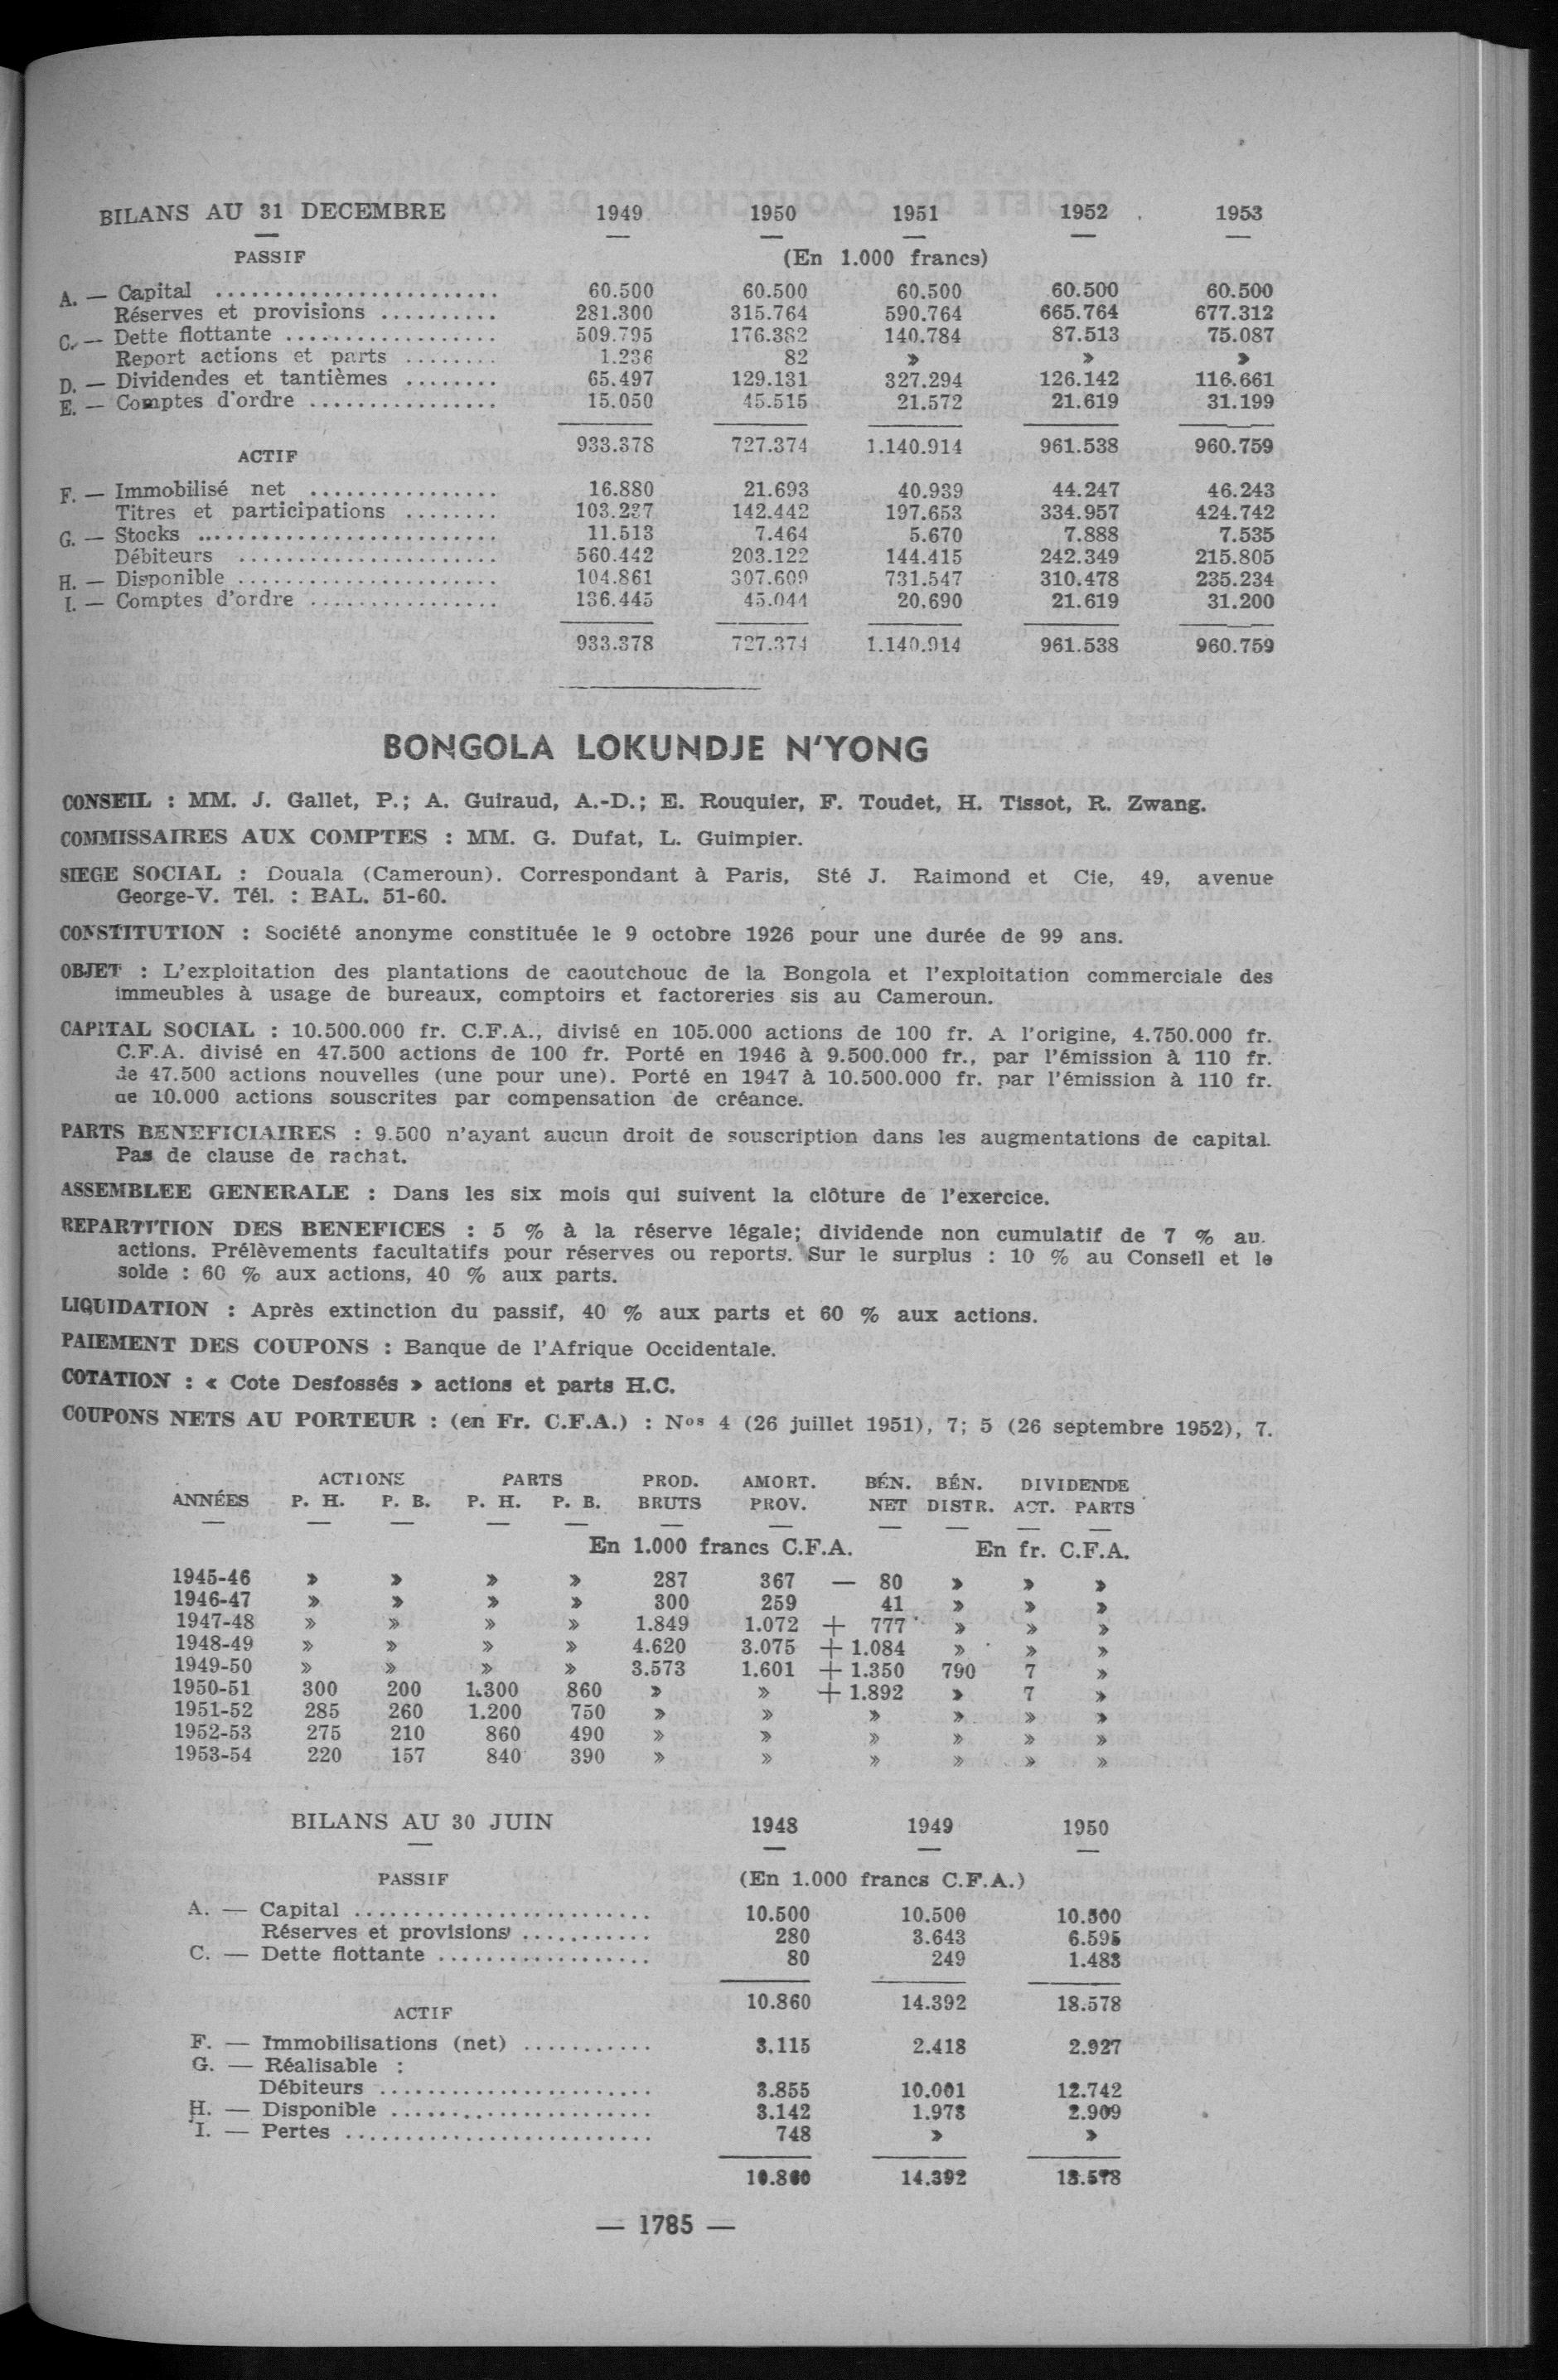 BILANS AU 31 DECEMBRE 1949 1950 1951 1952 1953
PASSIF (En 1.000 francs)
A. — Capital ........................ 60.500 60.500 60.500 60.500 60.500
Réserves et provisions .......... 281.300 315.764 590.764 665.764 677.312
C. — Dette flottante .................. 509.795 176.382 140.784 87.513 75.087
Report actions et parts ........ 1.236 82 » » »
D. — Dividendes et tantièmes ........ 65.497 129.131 327.294 126.142 116.661
E. — Comptes d'ordre ................ 15.050 45.515 21.572 21.619 31.199
933.378 727.374 1.140.914 961.538 960.759
ACTIF
F. — Immobilisé net ................ 16.880 21.693 40.939 44.247 46.243
Titres et participations ........ 103.237 142.442 197.653 334.957 424.742
G. — Stocks ......................... 11.513 7.464 5.670 7.888 7.535
Débiteurs ...................... 560.442 203.122 144.415 242.349 215.805
H. — Disponible ...................... 104.861 307.609 731.547 310.478 235.234
I. — Comptes d'ordre ................ 136.445 45.044 20.690 21.619 31.200
933.378 727.374 1.140.914 961.538 960.759
BONGOLA LOKUNDJE N'YONG
CONSEIL : MM. J. Gallet, P.; A. Guiraud, A.-D.; E. Rouquier, F. Toudet, H. Tissot, R. Zwang.
COMMISSAIRES AUX COMPTES : MM. G. Dufat, L. Guimpier.
SIEGE SOCIAL : Douala (Cameroun). Correspondant à Paris, Sté J. Raimond et Cie, 49, avenue
George-V. Tél. : BAL. 51-60.
CONSTITUTION : Société anonyme constituée le 9 octobre 1926 pour une durée de 99 ans.
OBJET : L'exploitation des plantations de caoutchouc de la Bongola et l'exploitation commerciale des
immeubles à usage de bureaux, comptoirs et factoreries sis au Cameroun.
CAPITAL SOCIAL : 10.500.000 fr. C.F.A., divisé en 105.000 actions de 100 fr. A l'origine, 4.750.000 fr.
C.F.A. divisé en 47.500 actions de 100 fr. Porté en 1946 à 9.500.000 fr., par l'émission à 110 fr.
de 47.500 actions nouvelles (une pour une). Porté en 1947 à 10.500.000 fr. par l'émission à 110 fr.
de 10.000 actions souscrites par compensation de créance.
PARTS BENEFICIAIRES : 9.500 n'ayant aucun droit de souscription dans les augmentations de capital.
Pas de clause de rachat.
ASSEMBLEE GENERALE : Dans les six mois qui suivent la clôture de l'exercice.
REPARTITION DES BENEFICES : 5 % à la réserve légale; dividende non cumulatif de 7 % au.
actions. Prélèvements facultatifs pour réserves ou reports. Sur le surplus : 10 % au Conseil et le
solde : 60 % aux actions, 40 % aux parts.
LIQUIDATION : Après extinction du passif, 40 % aux parts et 60 % aux actions.
PAIEMENT DES COUPONS : Banque de l'Afrique Occidentale.
COTATION : « Cote Desfossés » actions et parts H.C.
COUPONS NETS AU PORTEUR : (en Fr. C.F.A.) : Nos 4 (26 juillet 1951), 7; 5 (26 septembre 1952), 7.
ACTIONS PARTS PROD. AMORT. BÉN. BÉN. DIVIDENDE
ANNÉES P. H. P. B. P. H. P. B. BRUTS PROV. NET DISTR. ACT. PARTS
En 1.000 francs C.F.A. En fr. C.F.A.
1945-46 » » » » 287 367 — 80 » » »
1946-47 » » » » 300 259 41 » » »
1947-48 » » » » 1.849 1.072 + 777 » » »
1948-49 » » » » 4.620 3.075 + 1.084 » » »
1949-50 » » » » 3.573 1.601 + 1.350 790 7 »
1950-51 300 200 1.300 860 » » + 1.892 » 7 »
1951-52 285 260 1.200 750 » » » » » »
1952-53 275 210 860 490 » » » » » »
1953-54 220 157 840 390 » » » » » »
BILANS AU 30 JUIN 1948 1949 1950
PASSIF (En 1.000 francs C.F.A.)
A. — Capital ......................... 10.500 10.500 10.500
Réserves et provisions ........... 280 3.643 6.595
C. — Dette flottante .................. 80 249 1.483
10.860 14.392 18.578
ACTIF
F. — Immobilisations (net) ........... 3.115 2.418 2.927
G. — Réalisable :
Débiteurs ....................... 3.855 10.001 12.742
H. — Disponible ...................... 3.142 1.973 2.909
I. — Pertes .......................... 748 » »
10.860 14.392 18.578
— 1785 —